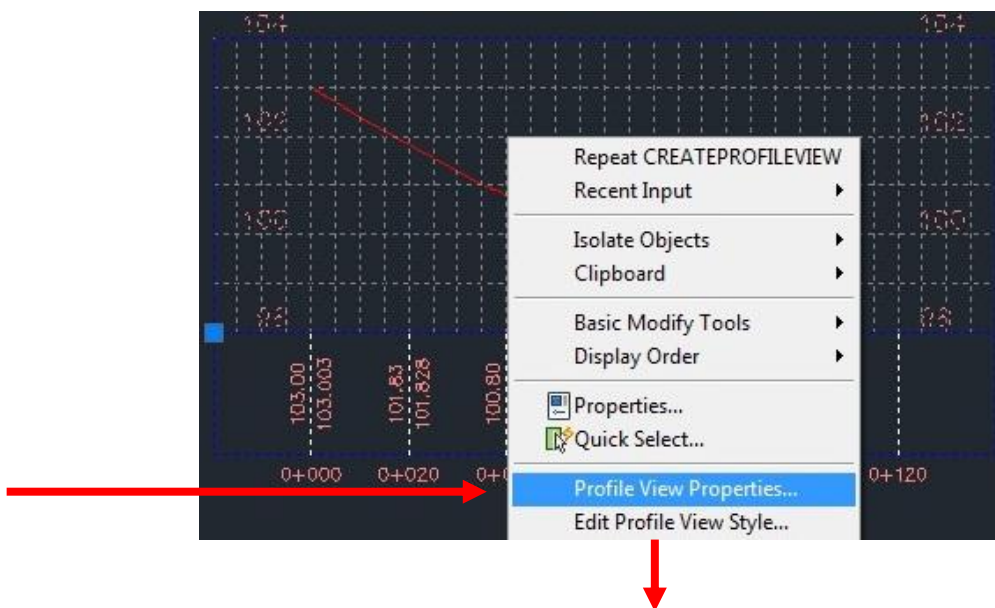 104 104
102 102
Repeat CREATEPROFILEVIEW
Recent Input
100 100
Isolate Objects
Clipboard
98 98
Basic Modify Tools
Display Order
103.00 103.003 101.83 101.828 100.80
Properties...
Quick Select...
0+000 0+020 0+120
Profile View Properties...
Edit Profile View Style...